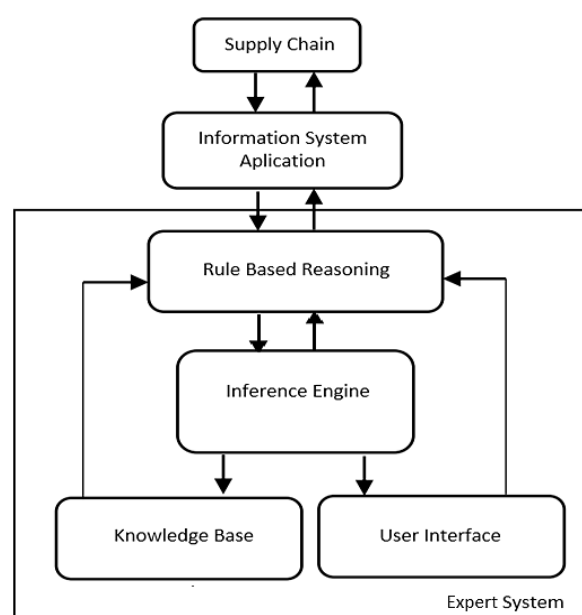 Supply Chain
Information System
Aplication
Rule Based Reasoning
Inference Engine
Knowledge Base
User Interface
Expert System